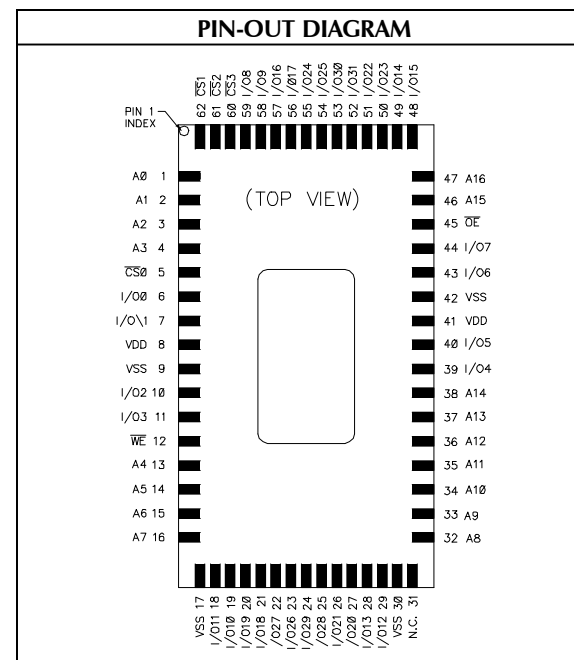 PIN-OUT DIAGRAM
62 CS1
61 CS2
60 CS3
59 I/O8
58 I/O9
57 I/O16
56 I/O17
55 I/O24
54 I/O25
53 I/O30
52 I/O31
51 I/O22
50 I/O23
49 I/O14
48 I/O15
PIN 1
INDEX
(TOP VIEW)
A0 1
A1 2
A2 3
A3 4
CS0 5
I/O0 6
I/O\1 7
VDD 8
VSS 9
I/O2 10
I/O3 11
WE 12
A4 13
A5 14
A6 15
A7 16
47 A16
46 A15
45 OE
44 I/O7
43 I/O6
42 VSS
41 VDD
40 I/O5
39 I/O4
38 A14
37 A13
36 A12
35 A11
34 A10
33 A9
32 A8
VSS 17
I/O11 18
I/O10 19
I/O19 20
I/O18 21
I/O27 22
I/O26 23
I/O29 24
I/O28 25
I/O21 26
I/O20 27
I/O13 28
I/O12 29
VSS 30
N.C. 31